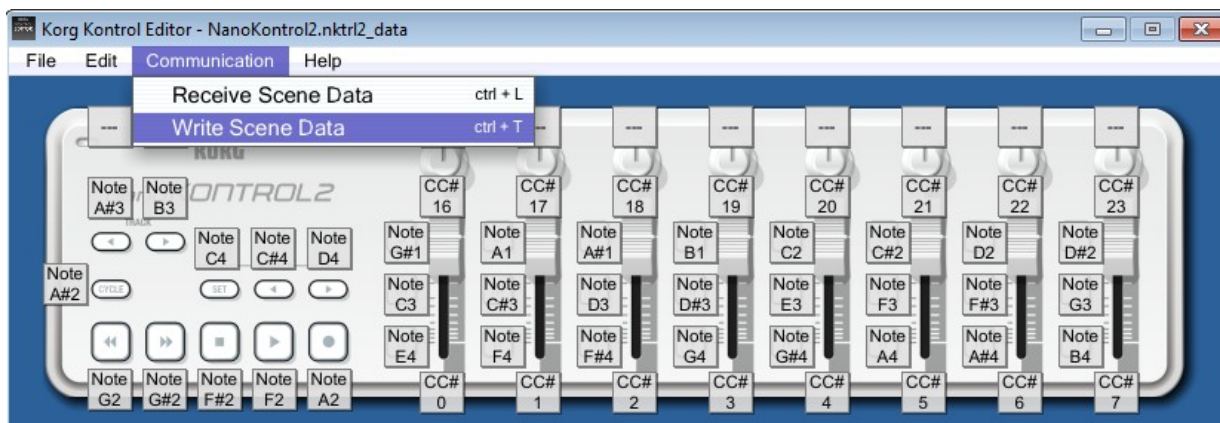 Korg Kontrol Editor - NanoKontrol2.nktrl2_data
File Edit Communication Help
Receive Scene Data ctrl + L
Write Scene Data ctrl + T
--- --- --- --- --- --- --- ---
KORG
CC# CC# CC# CC# CC# CC# CC# CC#
16 17 18 19 20 21 22 23
Note Note
A#3 B3
KONTROL2
TRACK
Note Note Note
C4 C#4 D4
Note Note Note Note Note Note Note Note
G#1 A1 A#1 B1 C2 C#2 D2 D#2
Note
A#2
CYCLE SET
Note Note Note Note Note Note Note Note
C3 C#3 D3 D#3 E3 F3 F#3 G3
Note Note Note Note Note Note Note Note
E4 F4 F#4 G4 G#4 A4 A#4 B4
Note Note Note Note Note
G2 G#2 F#2 F2 A2
CC# CC# CC# CC# CC# CC# CC# CC#
0 1 2 3 4 5 6 7